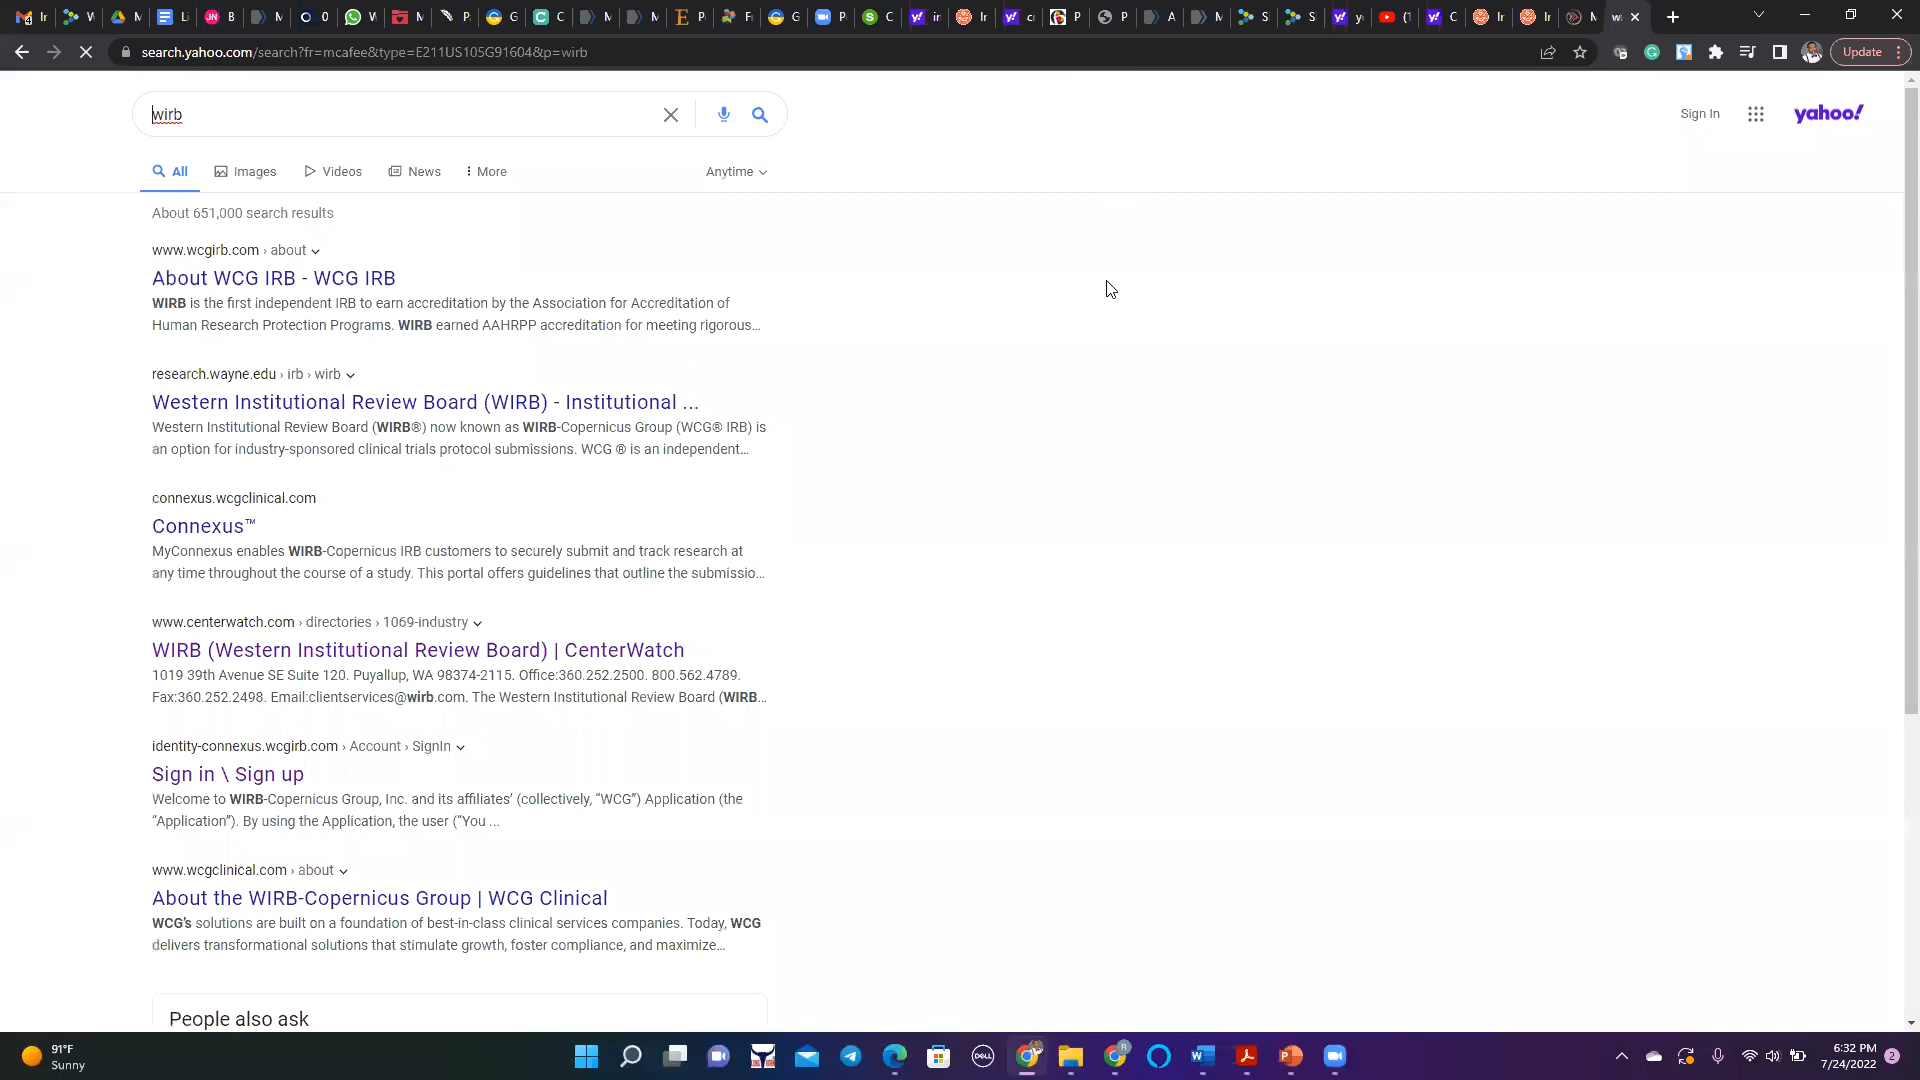 search.yahoo.com/search?fr=mcafee&type=E211US105G91604&p=wirb
Update
wirb
Sign In
yahoo!
All
Images
Videos
News
More
Anytime
About 651,000 search results
www.wcgirb.com › about
About WCG IRB - WCG IRB
WIRB is the first independent IRB to earn accreditation by the Association for Accreditation of
Human Research Protection Programs. WIRB earned AAHRPP accreditation for meeting rigorous...
research.wayne.edu › irb › wirb
Western Institutional Review Board (WIRB) - Institutional ...
Western Institutional Review Board (WIRB®) now known as WIRB-Copernicus Group (WCG® IRB) is
an option for industry-sponsored clinical trials protocol submissions. WCG ® is an independent...
connexus.wcgclinical.com
Connexus™
MyConnexus enables WIRB-Copernicus IRB customers to securely submit and track research at
any time throughout the course of a study. This portal offers guidelines that outline the submissio...
www.centerwatch.com › directories › 1069-industry
WIRB (Western Institutional Review Board) | CenterWatch
1019 39th Avenue SE Suite 120. Puyallup, WA 98374-2115. Office:360.252.2500. 800.562.4789.
Fax:360.252.2498. Email:clientservices@wirb.com. The Western Institutional Review Board (WIRB...
identity-connexus.wcgirb.com › Account › SignIn
Sign in \ Sign up
Welcome to WIRB-Copernicus Group, Inc. and its affiliates’ (collectively, “WCG”) Application (the
“Application”). By using the Application, the user (“You ...
www.wcgclinical.com › about
About the WIRB-Copernicus Group | WCG Clinical
WCG’s solutions are built on a foundation of best-in-class clinical services companies. Today, WCG
delivers transformational solutions that stimulate growth, foster compliance, and maximize...
People also ask
91°F
Sunny
DELL
6:32 PM
7/24/2022
2